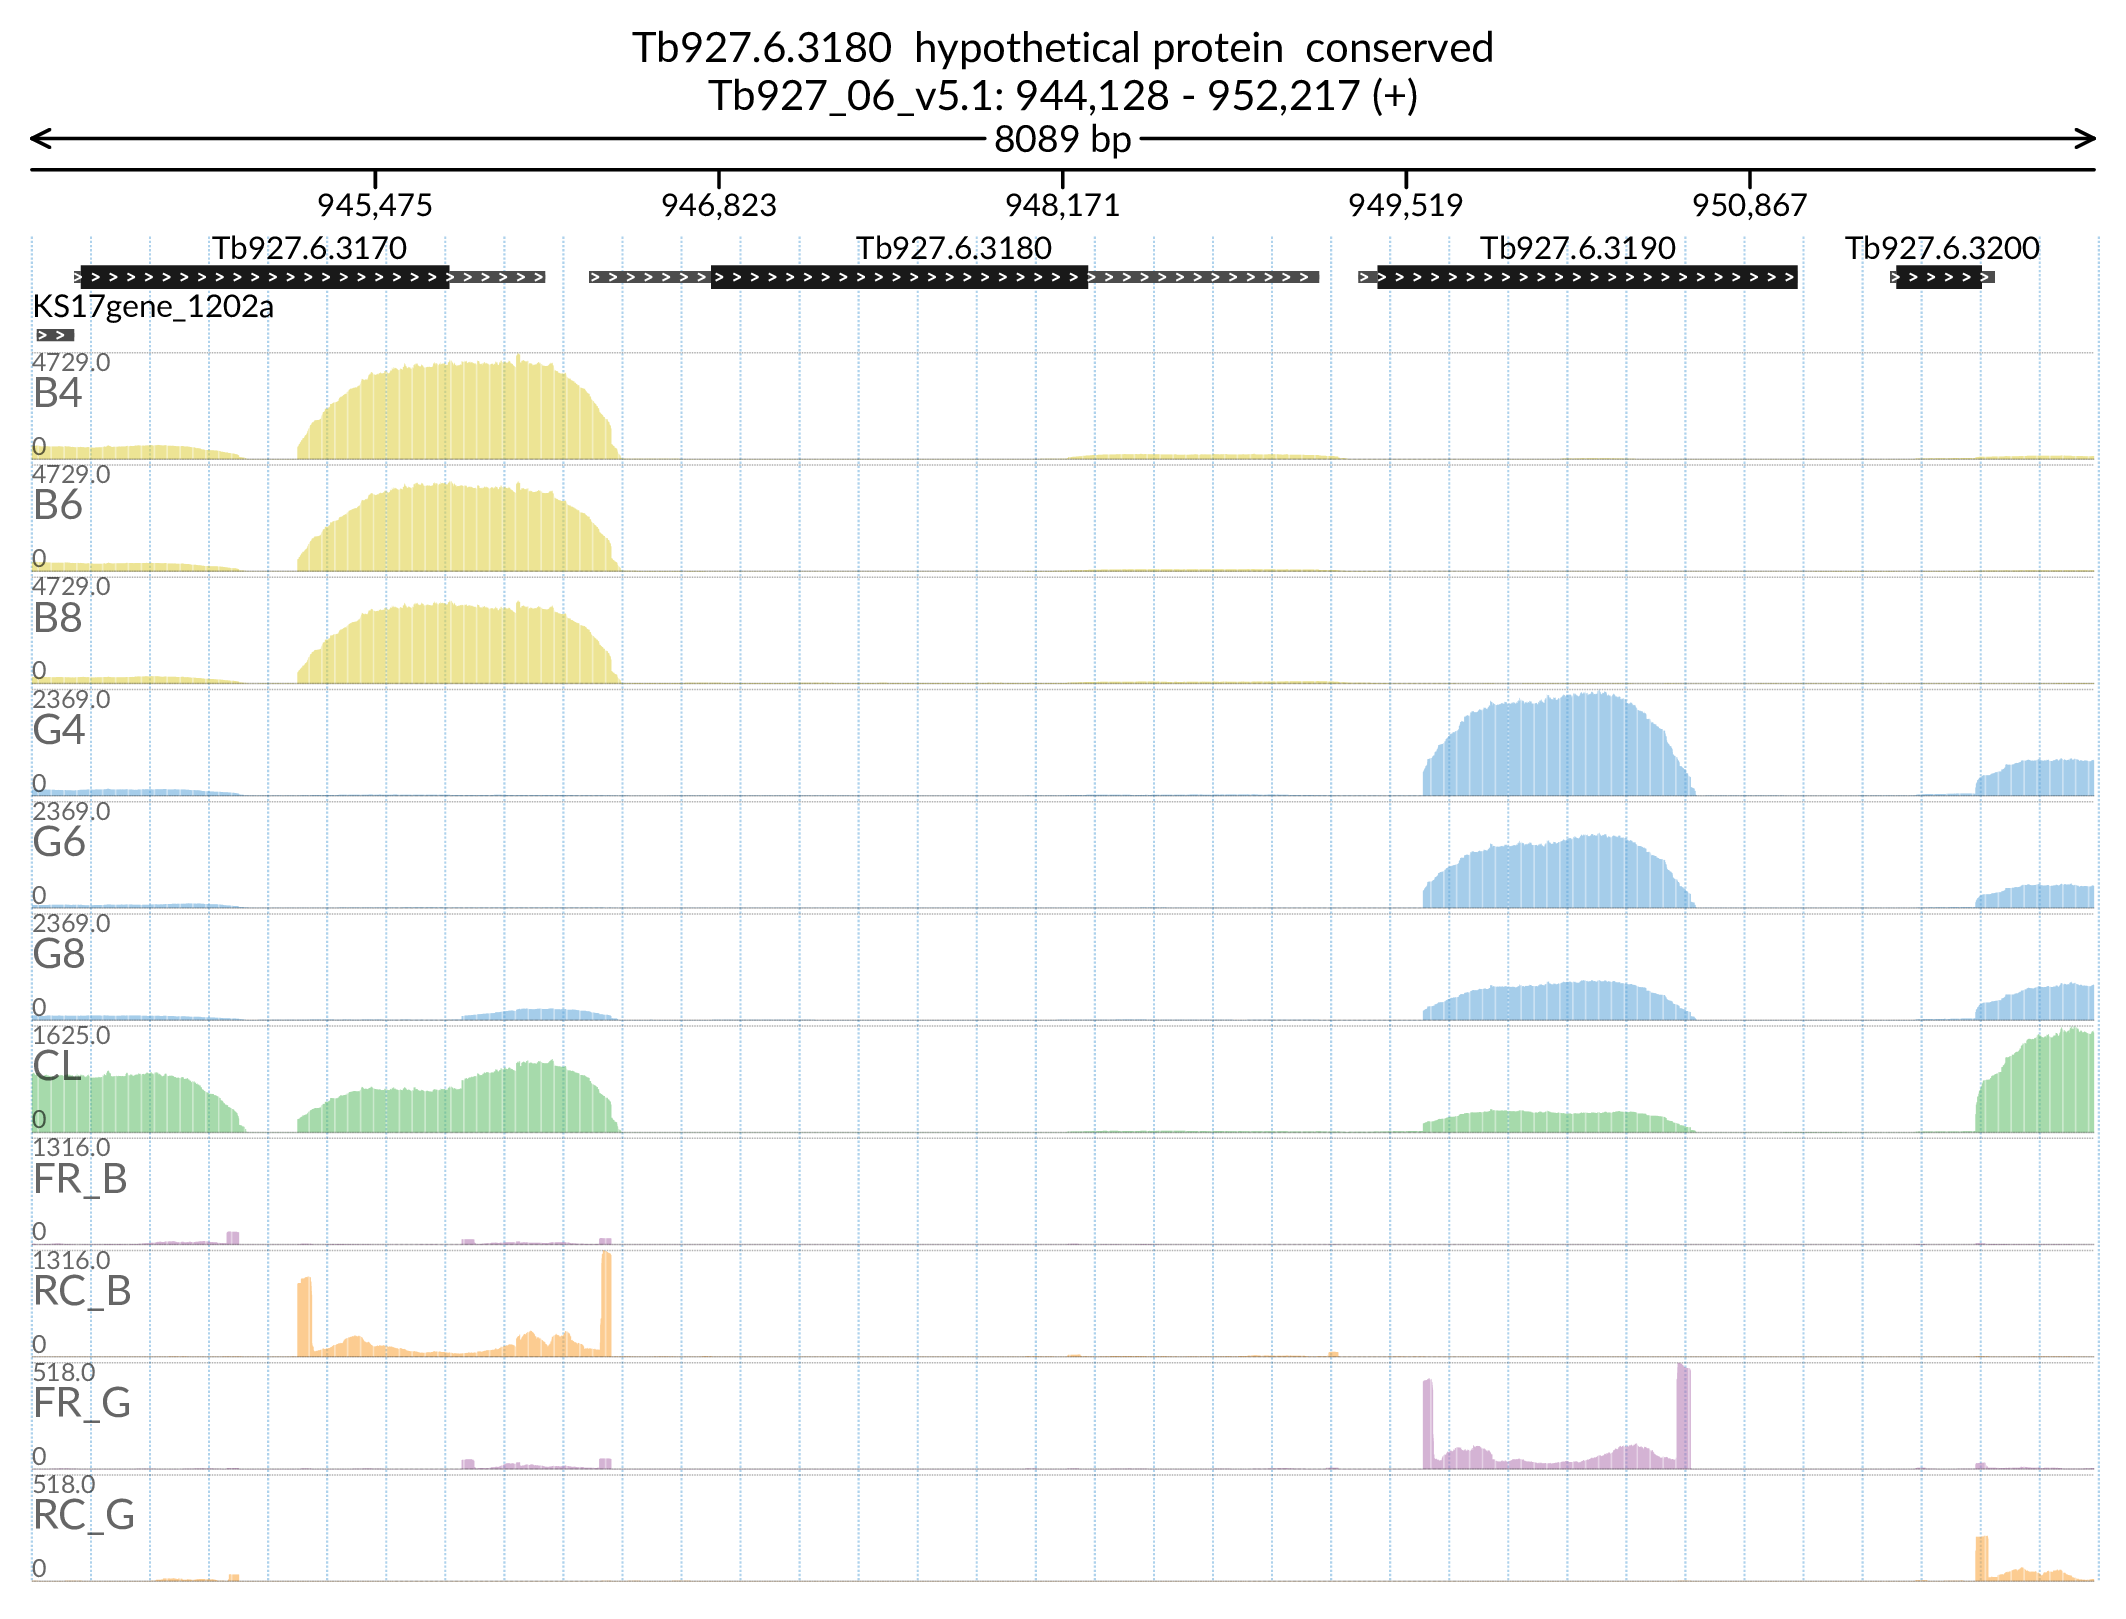 Tb927.6.3180  hypothetical protein  conserved
Tb927_06_v5.1: 944,128 - 952,217 (+)
8089 bp
945,475 946,823 948,171 949,519 950,867
Tb927.6.3170 Tb927.6.3180 Tb927.6.3190 Tb927.6.3200
KS17gene_1202a
4729.0
B4
0
4729.0
B6
0
4729.0
B8
0
2369.0
G4
0
2369.0
G6
0
2369.0
G8
0
1625.0
CL
0
1316.0
FR_B
0
1316.0
RC_B
0
518.0
FR_G
0
518.0
RC_G
0